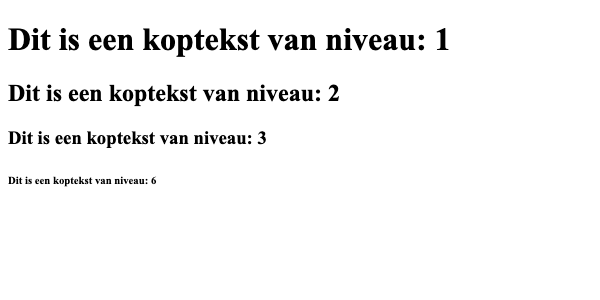 Dit is een koptekst van niveau: 1
Dit is een koptekst van niveau: 2
Dit is een koptekst van niveau: 3
Dit is een koptekst van niveau: 6